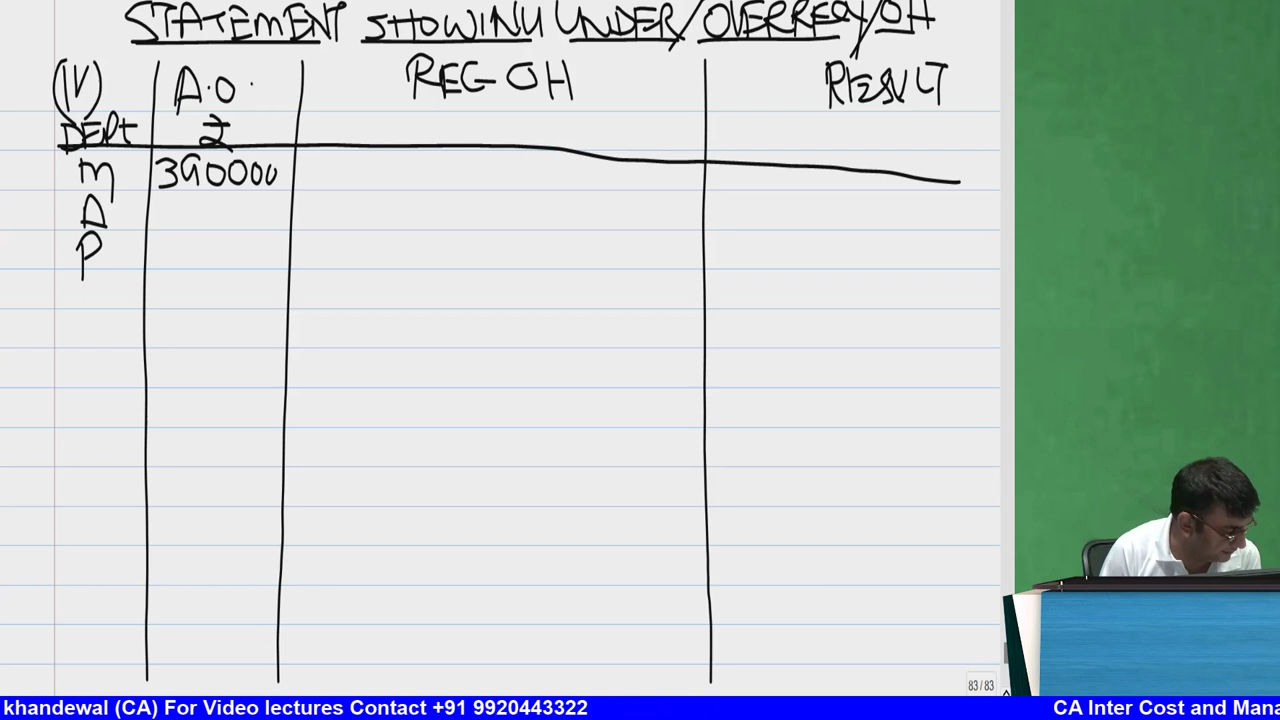 STATEMENT SHOWING UNDER/OVERRECY/OH
(IV) A.O. REC OH RESULT
DEPt ₹
M 390000
D
P
83/83
khandewal (CA) For Video lectures Contact +91 9920443322 CA Inter Cost and Mana